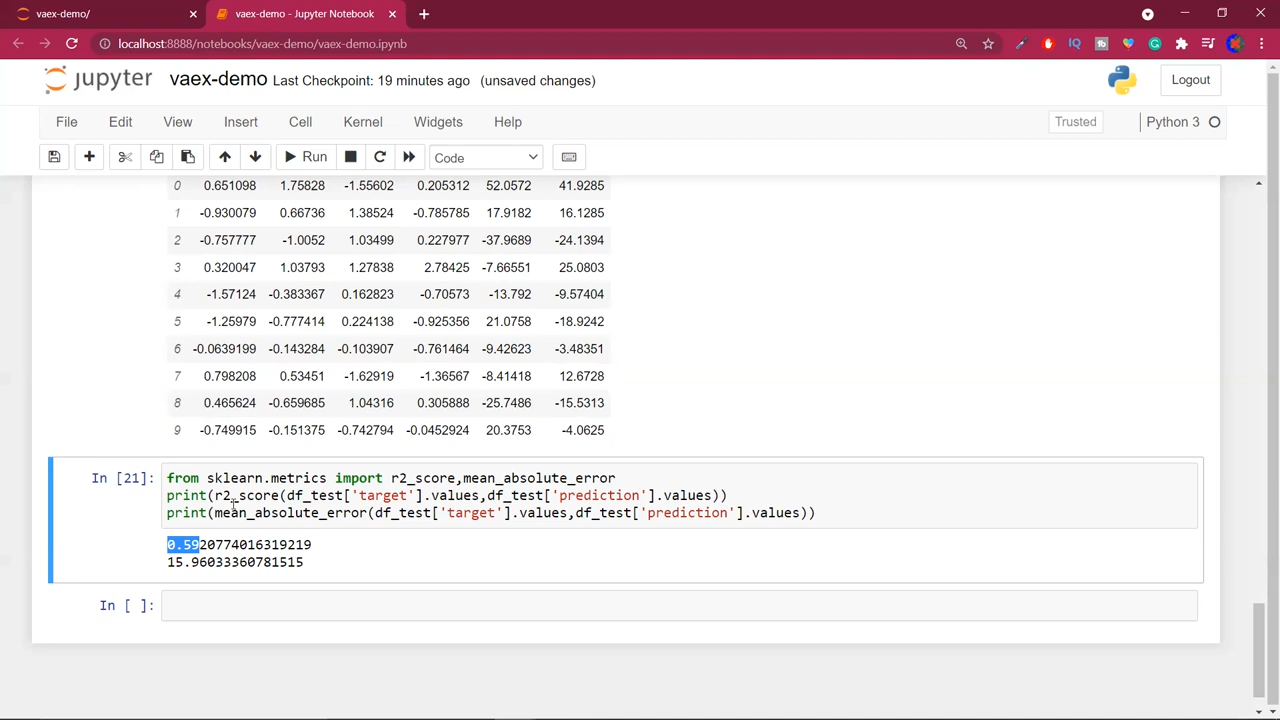 vaex-demo/
vaex-demo - Jupyter Notebook
localhost:8888/notebooks/vaex-demo/vaex-demo.ipynb
jupyter vaex-demo Last Checkpoint: 19 minutes ago (unsaved changes) Logout
File Edit View Insert Cell Kernel Widgets Help Trusted Python 3
Run Code
0 0.651098 1.75828 -1.55602 0.205312 52.0572 41.9285
1 -0.930079 0.66736 1.38524 -0.785785 17.9182 16.1285
2 -0.757777 -1.0052 1.03499 0.227977 -37.9689 -24.1394
3 0.320047 1.03793 1.27838 2.78425 -7.66551 25.0803
4 -1.57124 -0.383367 0.162823 -0.70573 -13.792 -9.57404
5 -1.25979 -0.777414 0.224138 -0.925356 21.0758 -18.9242
6 -0.0639199 -0.143284 -0.103907 -0.761464 -9.42623 -3.48351
7 0.798208 0.53451 -1.62919 -1.36567 -8.41418 12.6728
8 0.465624 -0.659685 1.04316 0.305888 -25.7486 -15.5313
9 -0.749915 -0.151375 -0.742794 -0.0452924 20.3753 -4.0625
In [21]: from sklearn.metrics import r2_score,mean_absolute_error
print(r2_score(df_test['target'].values,df_test['prediction'].values))
print(mean_absolute_error(df_test['target'].values,df_test['prediction'].values))
0.5920774016319219
15.96033360781515
In [ ]: